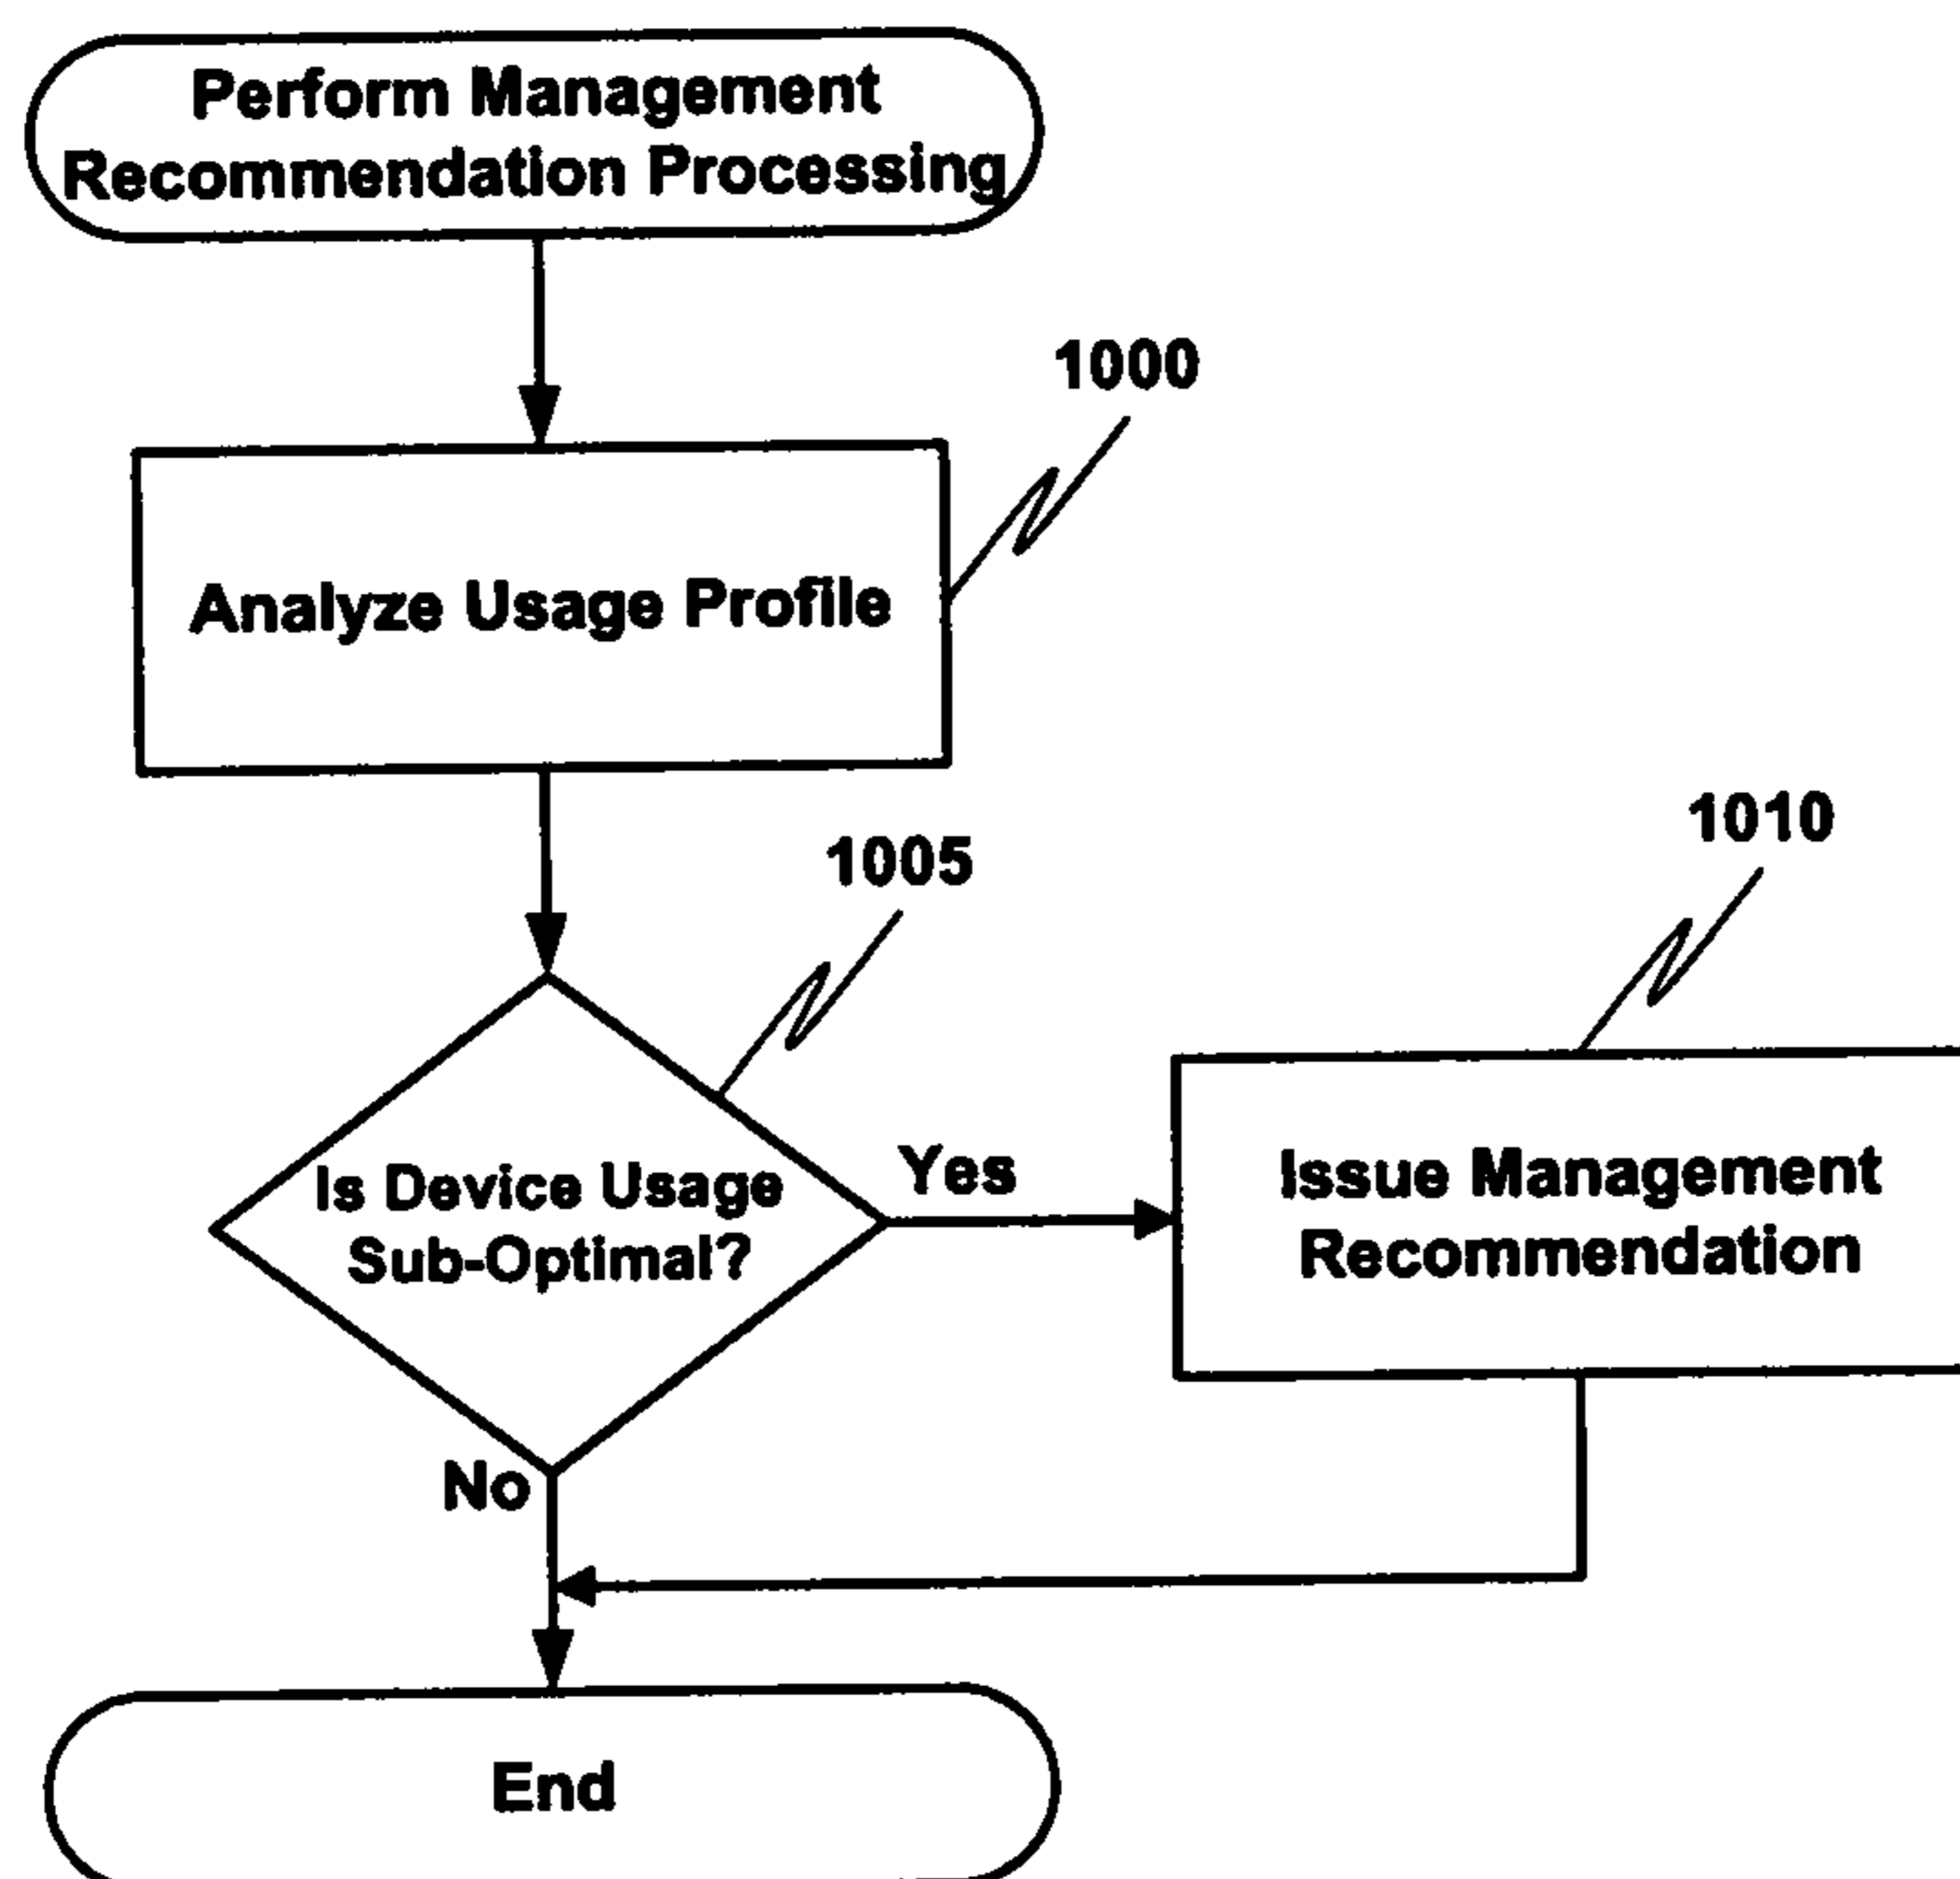 Perform Management
Recommendation Processing
1000
Analyze Usage Profile
1005
1010
Is Device Usage
Sub-Optimal?
Yes
Issue Management
Recommendation
No
End